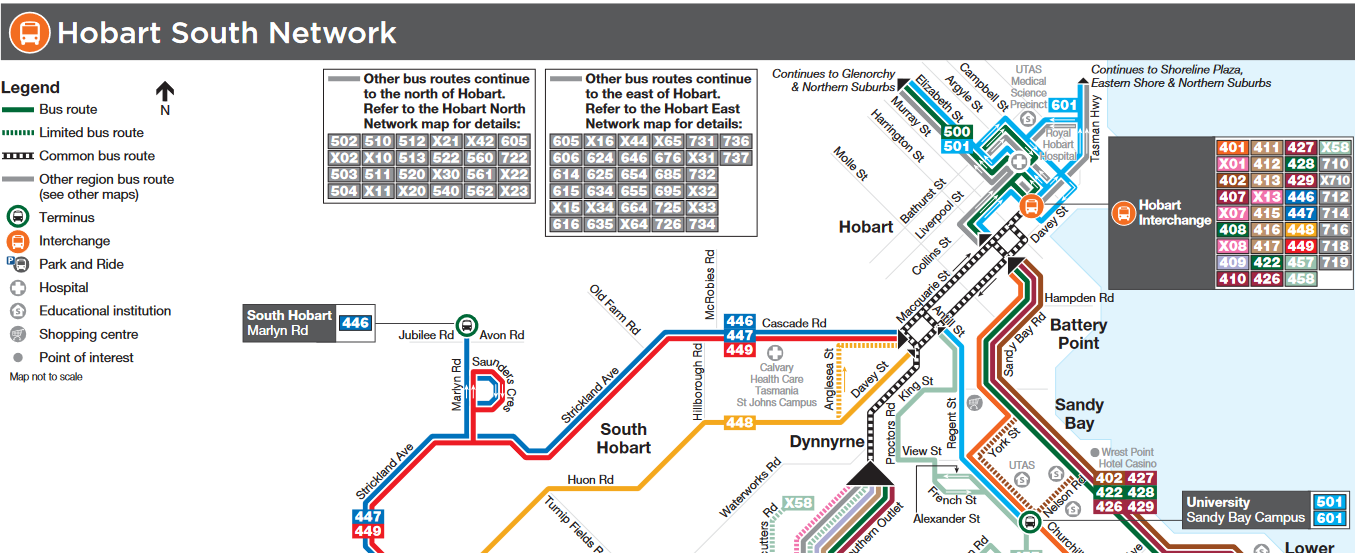 Hobart South Network
Legend
N
Bus route
Limited bus route
Common bus route
Other region bus route
(see other maps)
Terminus
Interchange
Park and Ride
Hospital
Educational institution
Shopping centre
Point of interest
Map not to scale
Other bus routes continue
to the north of Hobart.
Refer to the Hobart North
Network map for details:
502 510 512 X21 X42 605
X02 X10 513 522 560 722
503 511 520 X30 561 X22
504 X11 X20 540 562 X23
Other bus routes continue
to the east of Hobart.
Refer to the Hobart East
Network map for details:
605 X16 X44 X65 731 736
606 624 646 676 X31 737
614 625 654 685 732
615 634 655 695 X32
X15 X34 664 725 X33
616 635 X64 726 734
Continues to Glenorchy
& Northern Suburbs
Continues to Shoreline Plaza,
Eastern Shore & Northern Suburbs
Elizabeth St
Argyle St
Campbell St
Murray St
Harrington St
Molle St
Bathurst St
Liverpool St
Collins St
Macquarie St
Davey St
Tasman Hwy
UTAS
Medical
Science
Precinct
601
Royal
Hobart
Hospital
500
501
Hobart
Hobart
Interchange
401 411 427 X58
X01 412 428 710
402 413 429 X710
407 X13 446 712
X07 415 447 714
408 416 448 716
X08 417 449 718
409 422 457 719
410 426 458
South Hobart
Marlyn Rd
446
Jubilee Rd
Avon Rd
Marlyn Rd
Saunders Cres
Strickland Ave
Strickland Ave
447
449
Old Farm Rd
McRobies Rd
446
447
449
Cascade Rd
Calvary
Health Care
Tasmania
St Johns Campus
Hillborough Rd
Anglesea St
Davey St
448
South
Hobart
Huon Rd
Turnip Fields R
Waterworks Rd
Dynnyrne
King St
Proctors Rd
View St
Regent St
Antill St
French St
Alexander St
X58
utters Rd
uthern Outlet
Hampden Rd
Battery
Point
Sandy Bay Rd
Sandy
Bay
York St
UTAS
Nelson Rd
Wrest Point
Hotel Casino
402 427
422 428
426 429
University
Sandy Bay Campus
501
601
Churchi
n Rd
ve
Lower